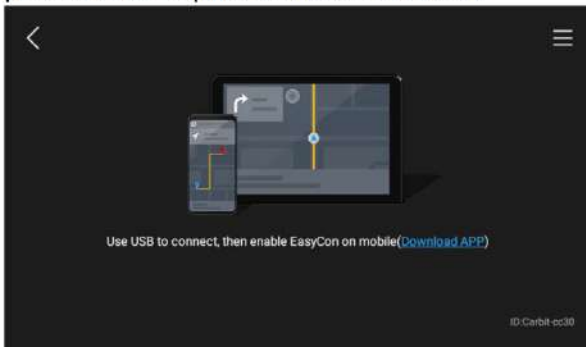 Use USB to connect, then enable EasyCon on mobile(Download APP)
ID:Carbit-cc30